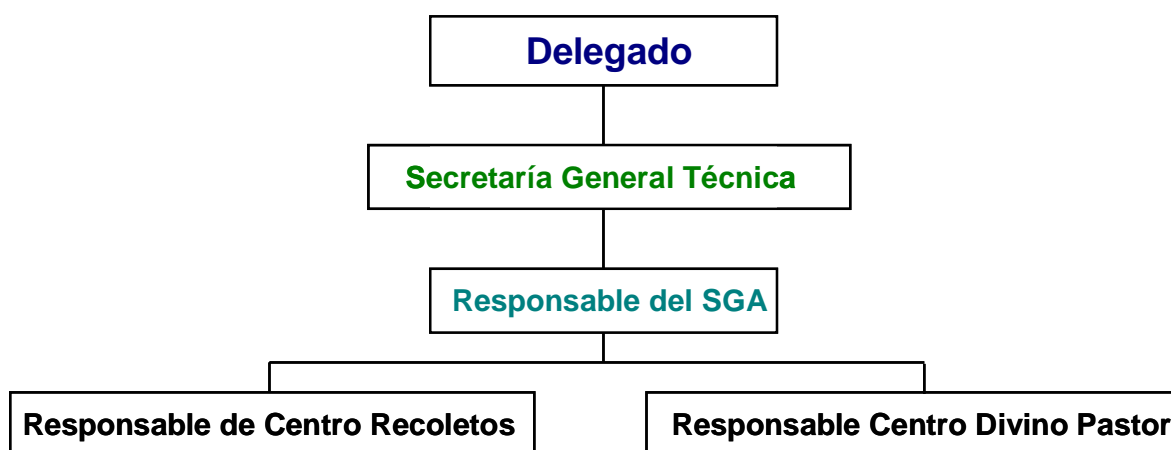 Delegado
Secretaría General Técnica
Responsable del SGA
Responsable de Centro Recoletos
Responsable Centro Divino Pastor